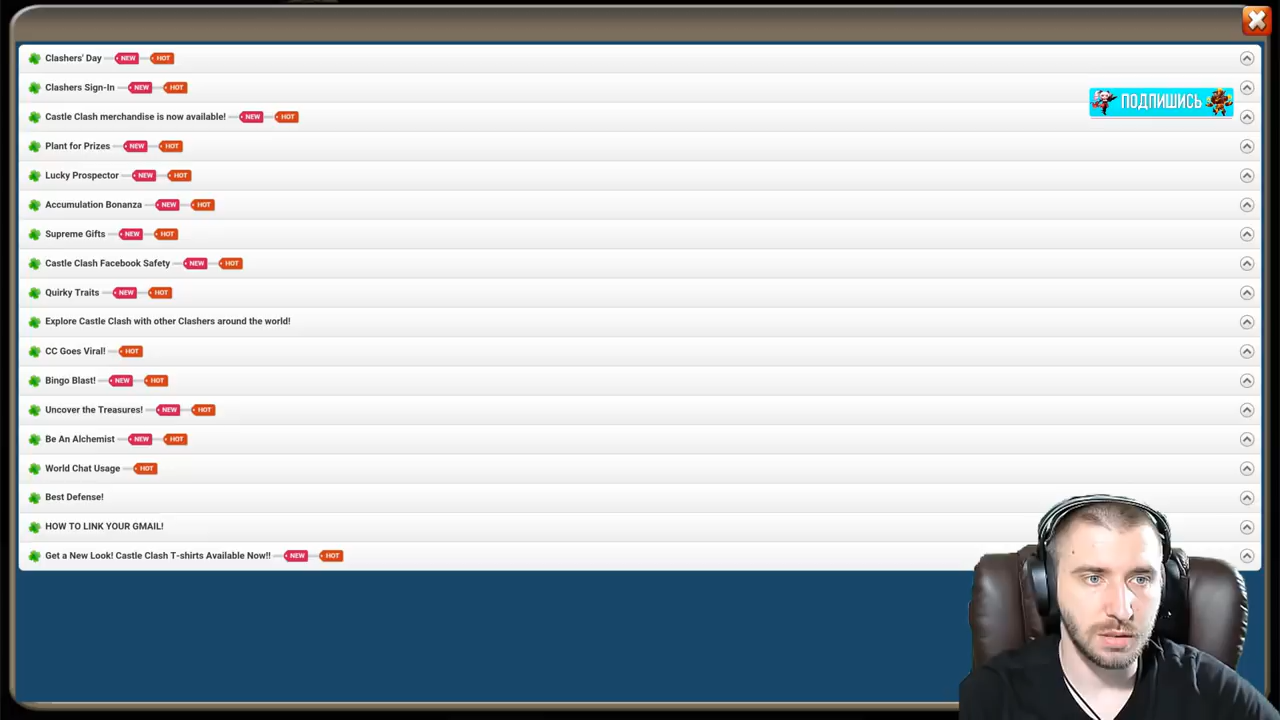 Clashers' Day NEW HOT
Clashers Sign-In NEW HOT
ПОДПИШИСЬ
Castle Clash merchandise is now available! NEW HOT
Plant for Prizes NEW HOT
Lucky Prospector NEW HOT
Accumulation Bonanza NEW HOT
Supreme Gifts NEW HOT
Castle Clash Facebook Safety NEW HOT
Quirky Traits NEW HOT
Explore Castle Clash with other Clashers around the world!
CC Goes Viral! HOT
Bingo Blast! NEW HOT
Uncover the Treasures! NEW HOT
Be An Alchemist NEW HOT
World Chat Usage HOT
Best Defense!
HOW TO LINK YOUR GMAIL!
Get a New Look! Castle Clash T-shirts Available Now!! NEW HOT